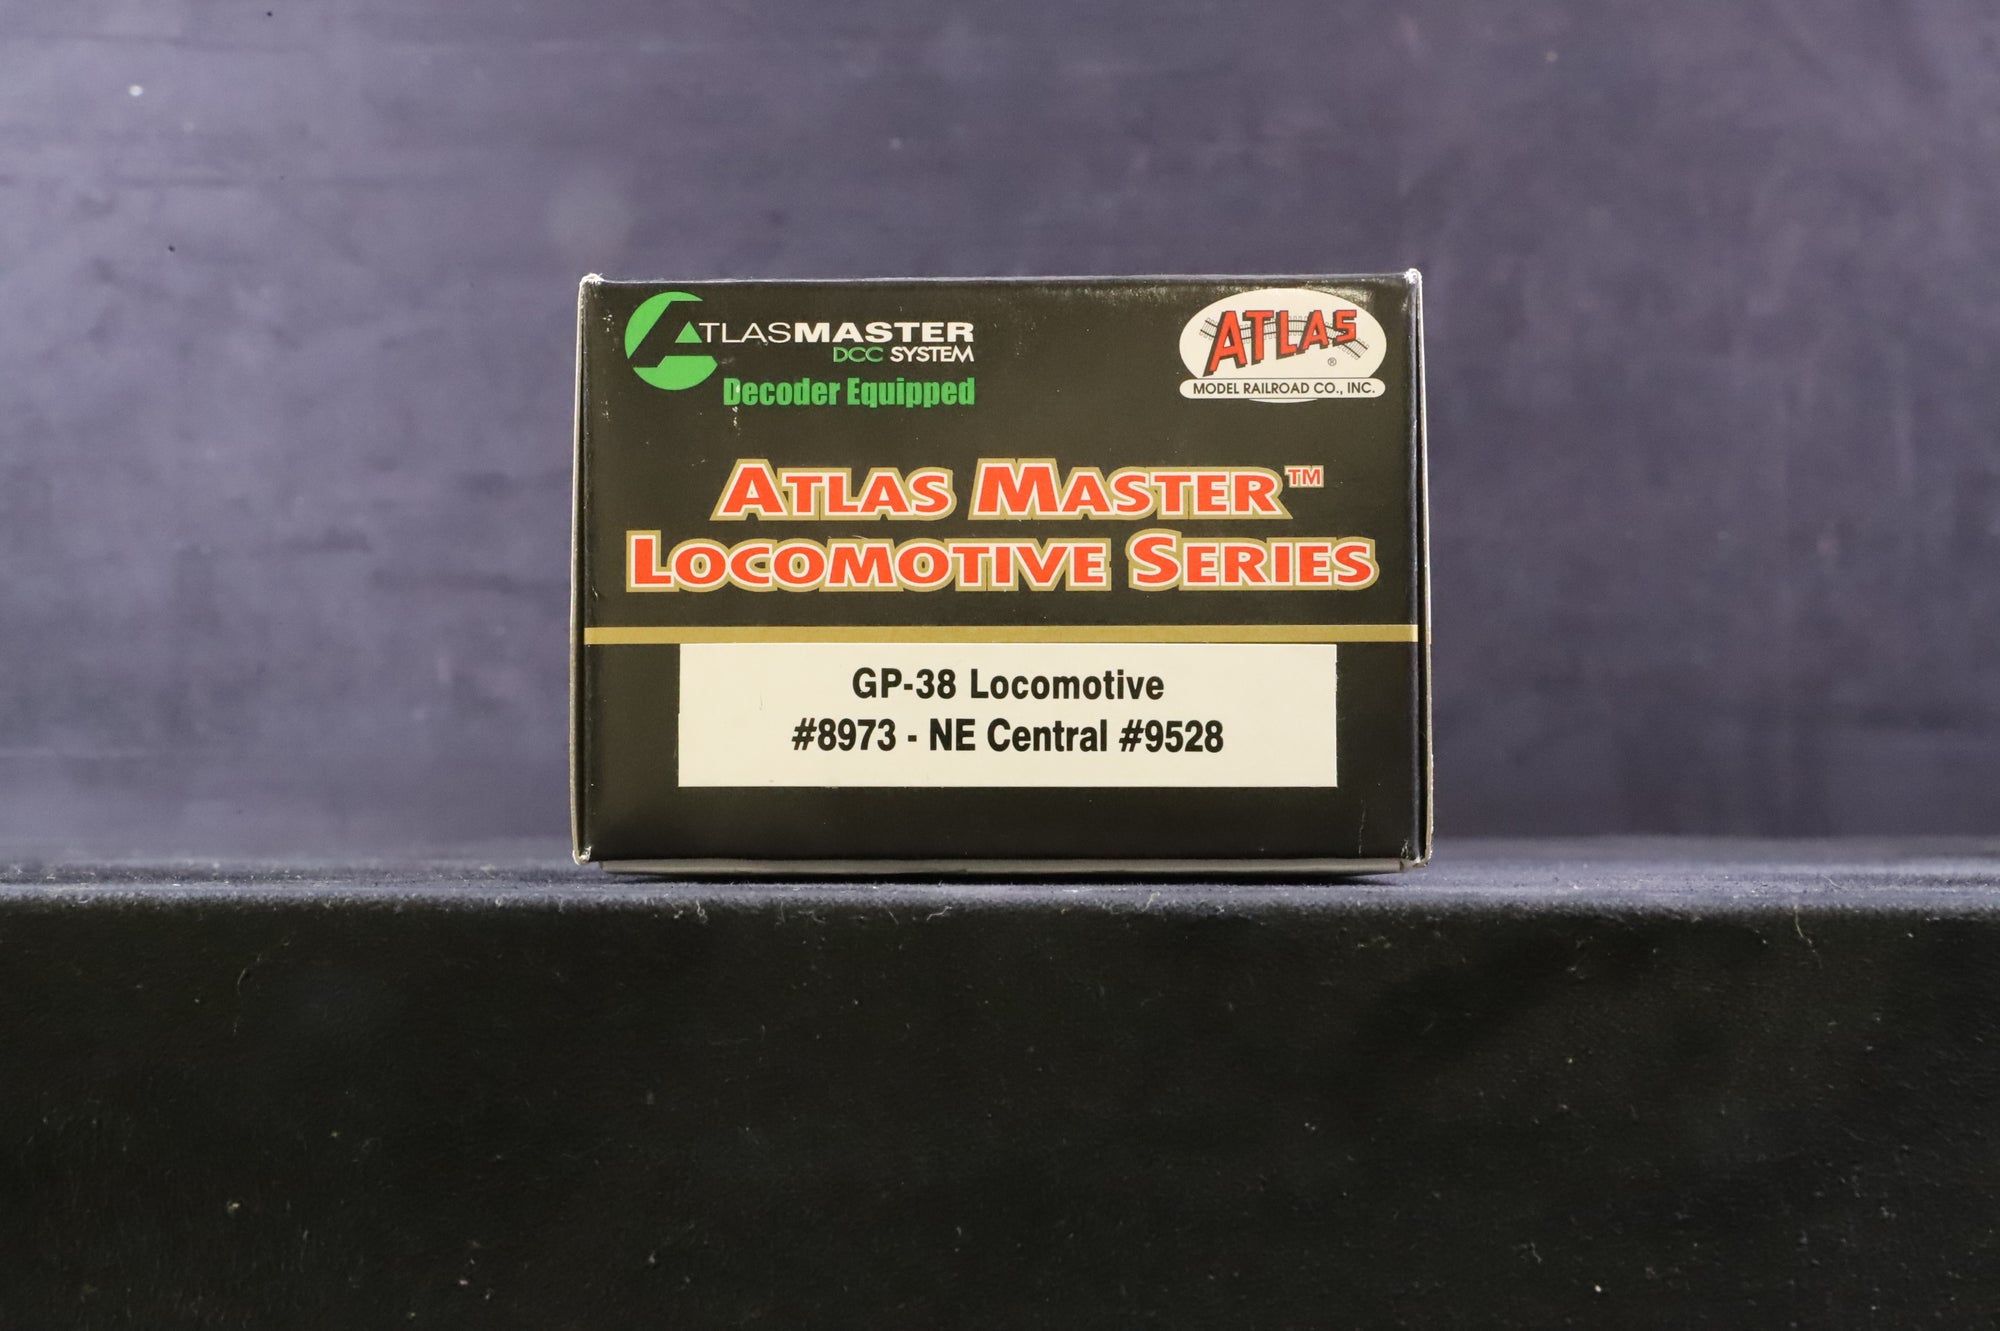 ATLASMASTER
DCC SYSTEM
Decoder Equipped
ATLAS
®
MODEL RAILROAD CO., INC.
ATLAS MASTER™
LOCOMOTIVE SERIES
GP-38 Locomotive
#8973 - NE Central #9528